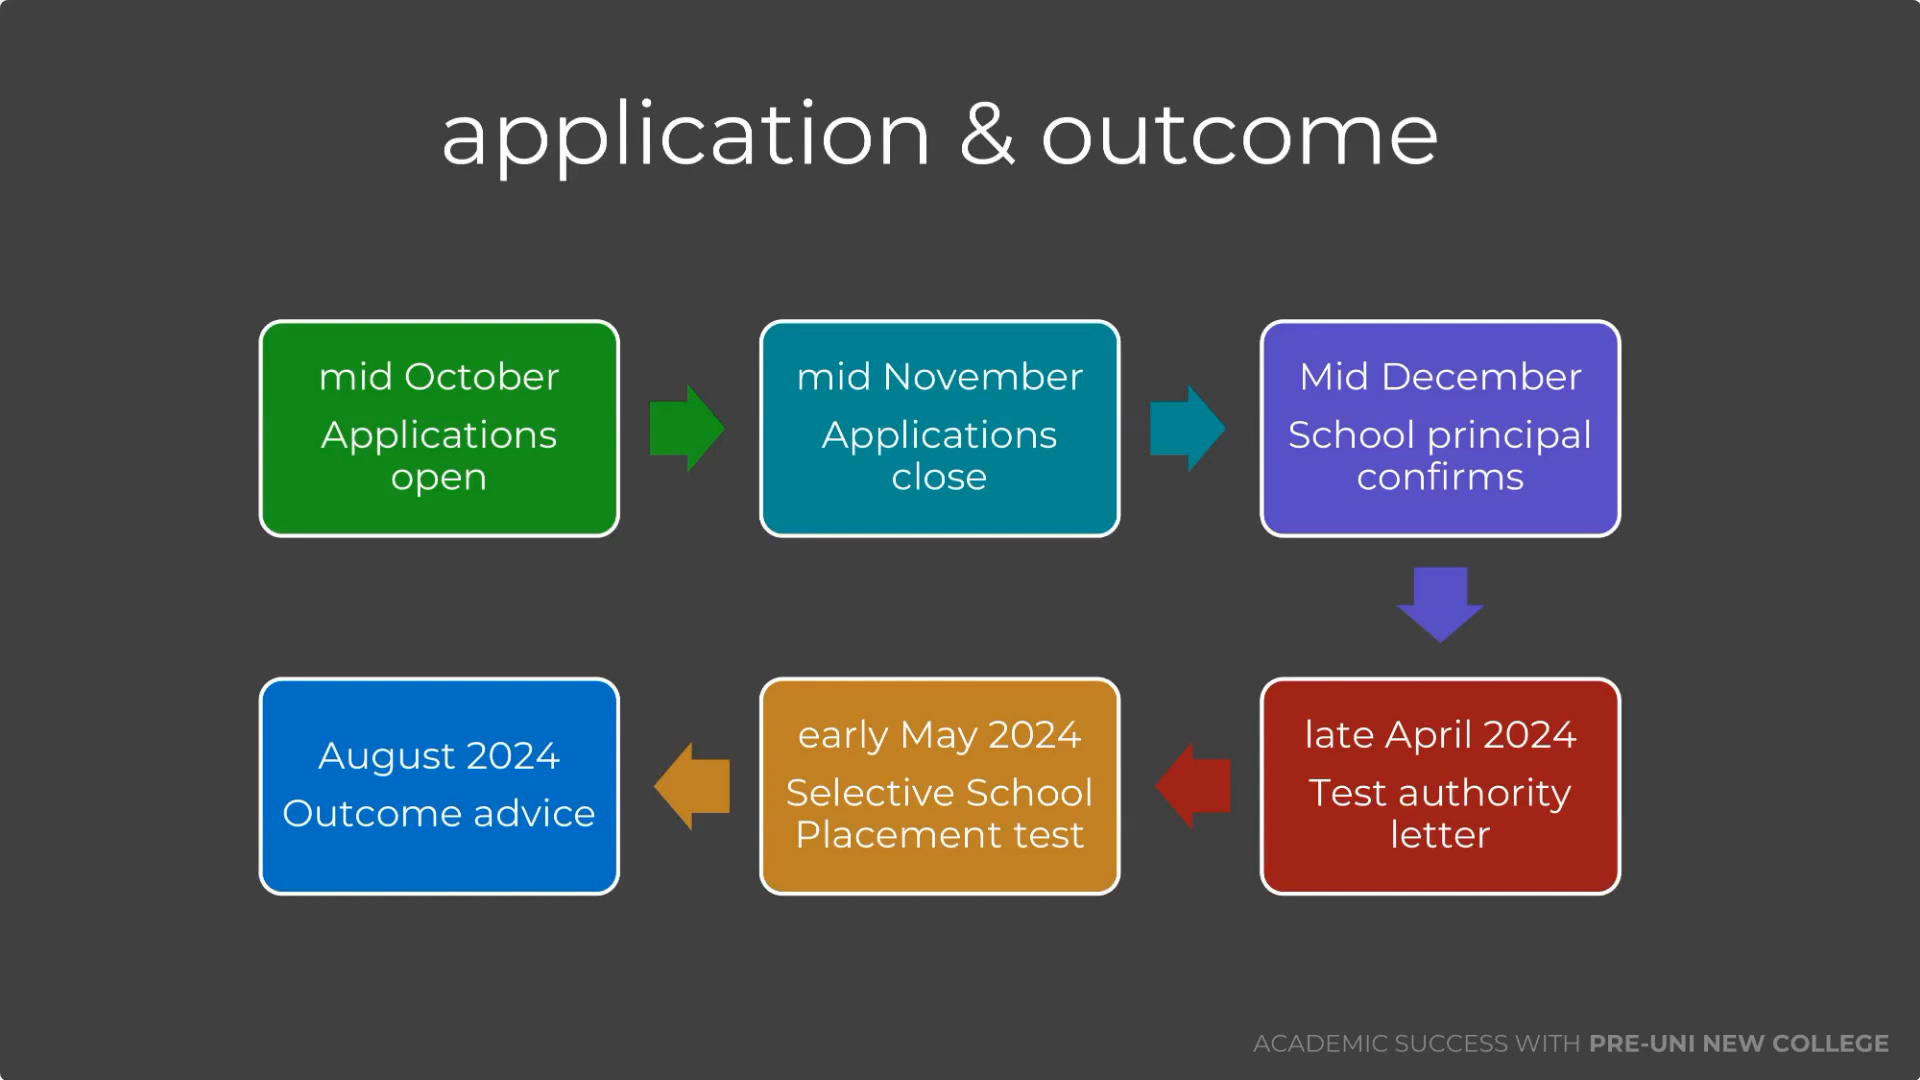 application & outcome
mid October
Applications
open
mid November
Applications
close
Mid December
School principal
confirms
late April 2024
Test authority
letter
early May 2024
Selective School
Placement test
August 2024
Outcome advice
ACADEMIC SUCCESS WITH PRE-UNI NEW COLLEGE